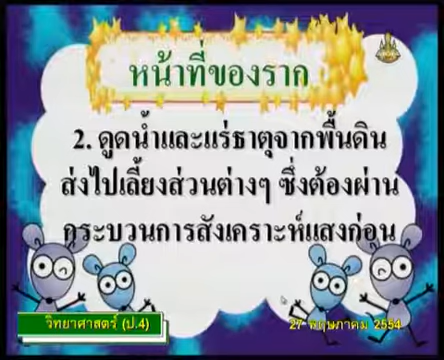 หน้าที่ของราก
2. ดูดน้ำและแร่ธาตุจากพื้นดิน
ส่งไปเลี้ยงส่วนต่างๆ ซึ่งต้องผ่าน
กระบวนการสังเคราะห์แสงก่อน
วิทยาศาสตร์ (ป.4)
27 พฤษภาคม 2554